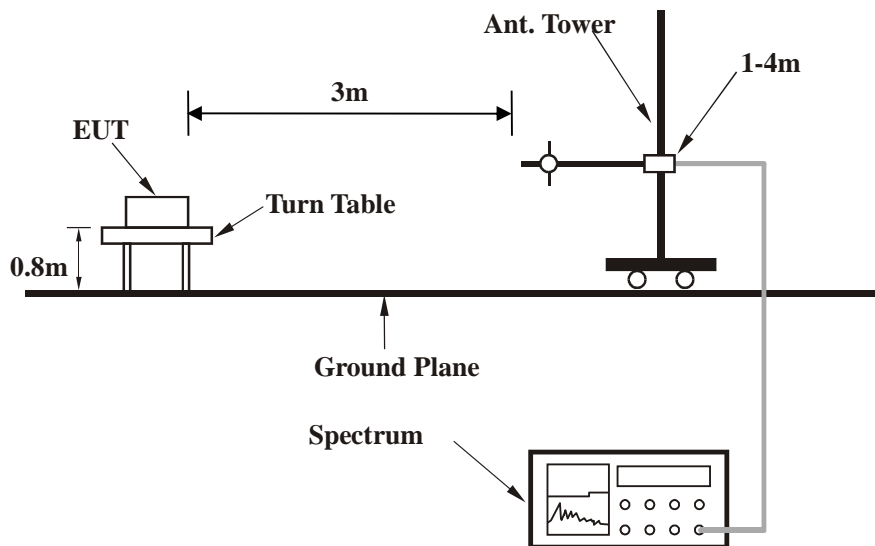 Ant. Tower
1-4m
3m
EUT
Turn Table
0.8m
Ground Plane
Spectrum